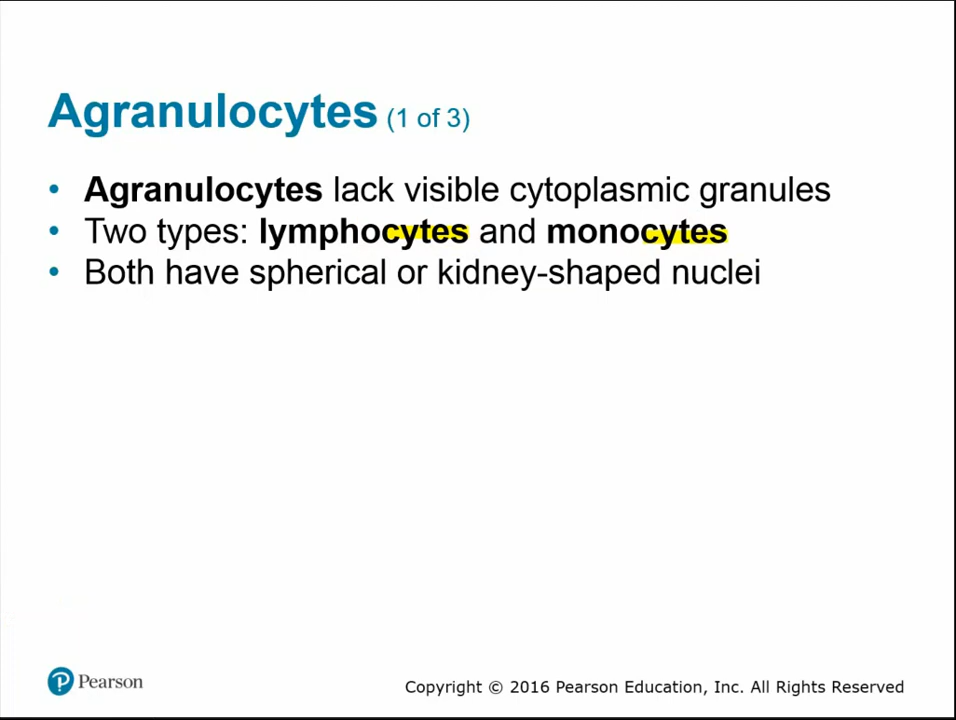 Agranulocytes (1 of 3)
• Agranulocytes lack visible cytoplasmic granules
• Two types: lymphocytes and monocytes
• Both have spherical or kidney-shaped nuclei
P Pearson
Copyright © 2016 Pearson Education, Inc. All Rights Reserved